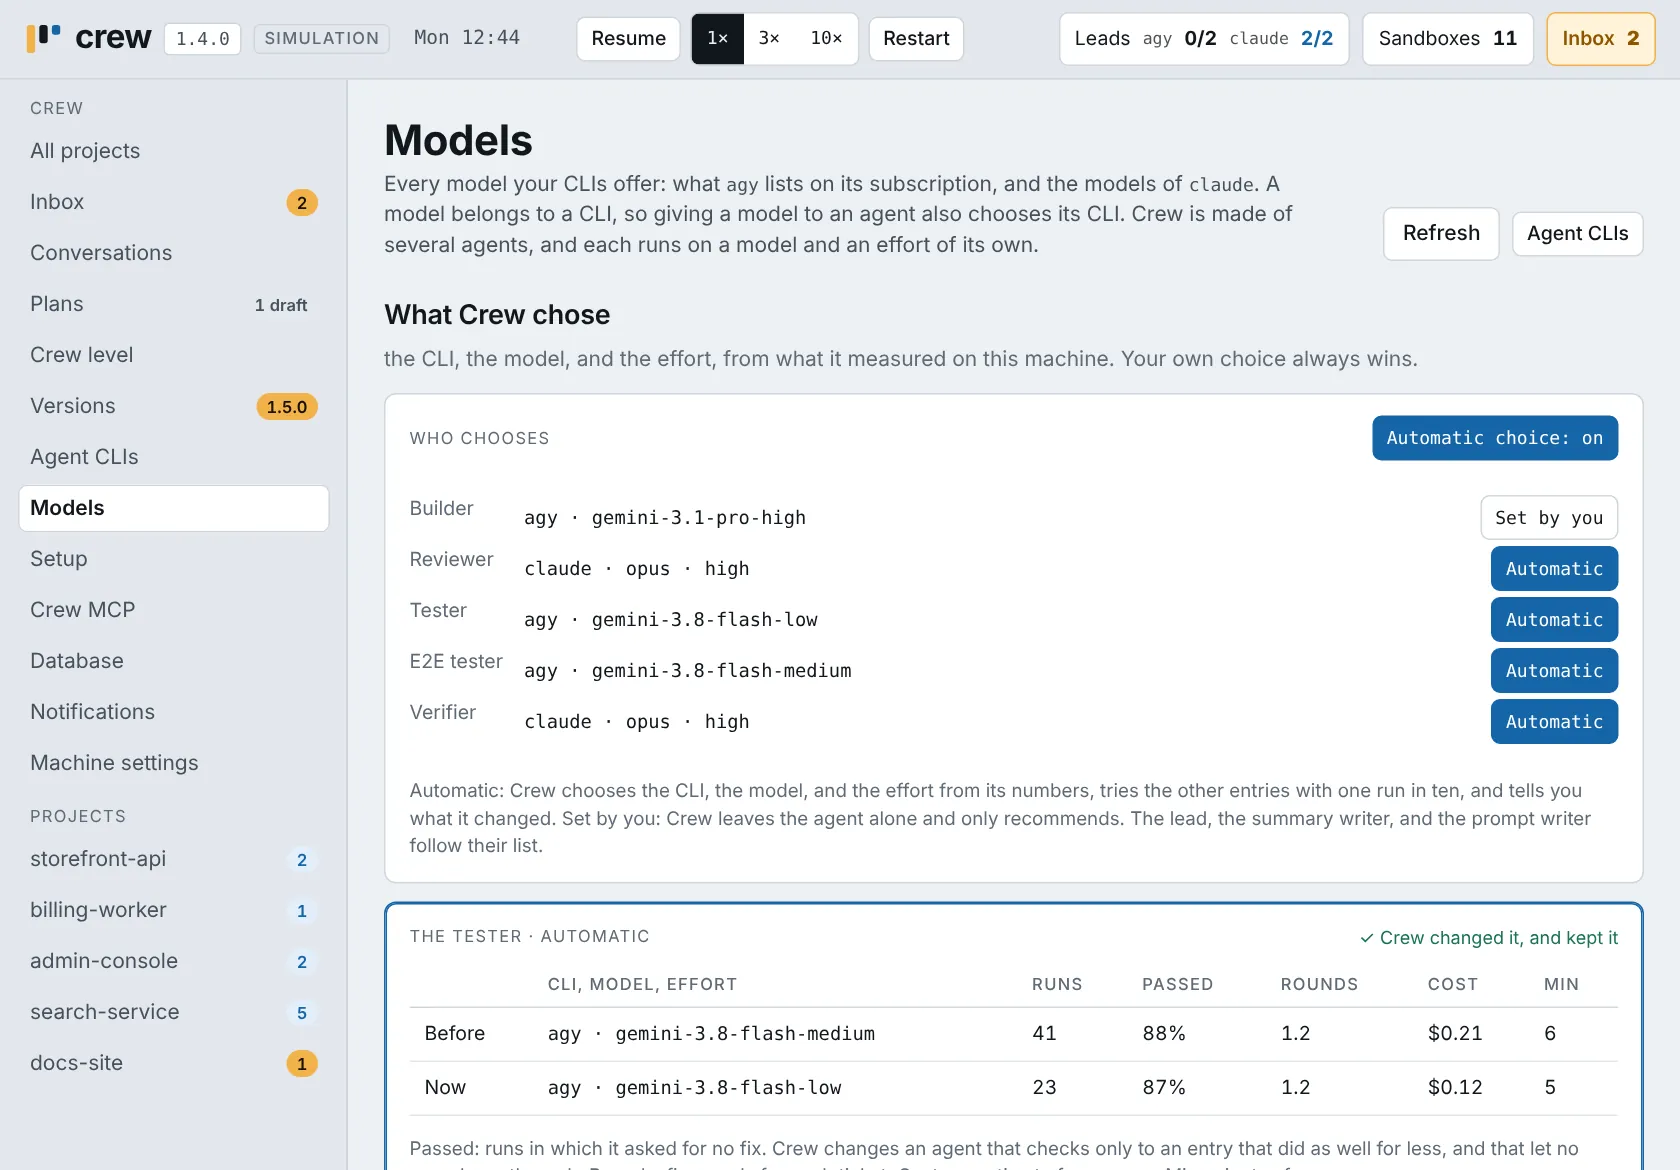 crew 1.4.0 SIMULATION Mon 12:44 Resume 1× 3× 10× Restart Leads agy 0/2 claude 2/2 Sandboxes 11 Inbox 2
CREW
All projects
Inbox 2
Conversations
Plans 1 draft
Crew level
Versions 1.5.0
Agent CLIs
Models
Setup
Crew MCP
Database
Notifications
Machine settings
PROJECTS
storefront-api 2
billing-worker 1
admin-console 2
search-service 5
docs-site 1
Models
Every model your CLIs offer: what agy lists on its subscription, and the models of claude. A
model belongs to a CLI, so giving a model to an agent also chooses its CLI. Crew is made of
several agents, and each runs on a model and an effort of its own.
Refresh Agent CLIs
What Crew chose
the CLI, the model, and the effort, from what it measured on this machine. Your own choice always wins.
WHO CHOOSES Automatic choice: on
Builder agy · gemini-3.1-pro-high Set by you
Reviewer claude · opus · high Automatic
Tester agy · gemini-3.8-flash-low Automatic
E2E tester agy · gemini-3.8-flash-medium Automatic
Verifier claude · opus · high Automatic
Automatic: Crew chooses the CLI, the model, and the effort from its numbers, tries the other entries with one run in ten, and tells you
what it changed. Set by you: Crew leaves the agent alone and only recommends. The lead, the summary writer, and the prompt writer
follow their list.
THE TESTER · AUTOMATIC ✓ Crew changed it, and kept it
CLI, MODEL, EFFORT RUNS PASSED ROUNDS COST MIN
Before agy · gemini-3.8-flash-medium 41 88% 1.2 $0.21 6
Now agy · gemini-3.8-flash-low 23 87% 1.2 $0.12 5
Passed: runs in which it asked for no fix. Crew changes an agent that checks only to an entry that did as well for less, and that let no